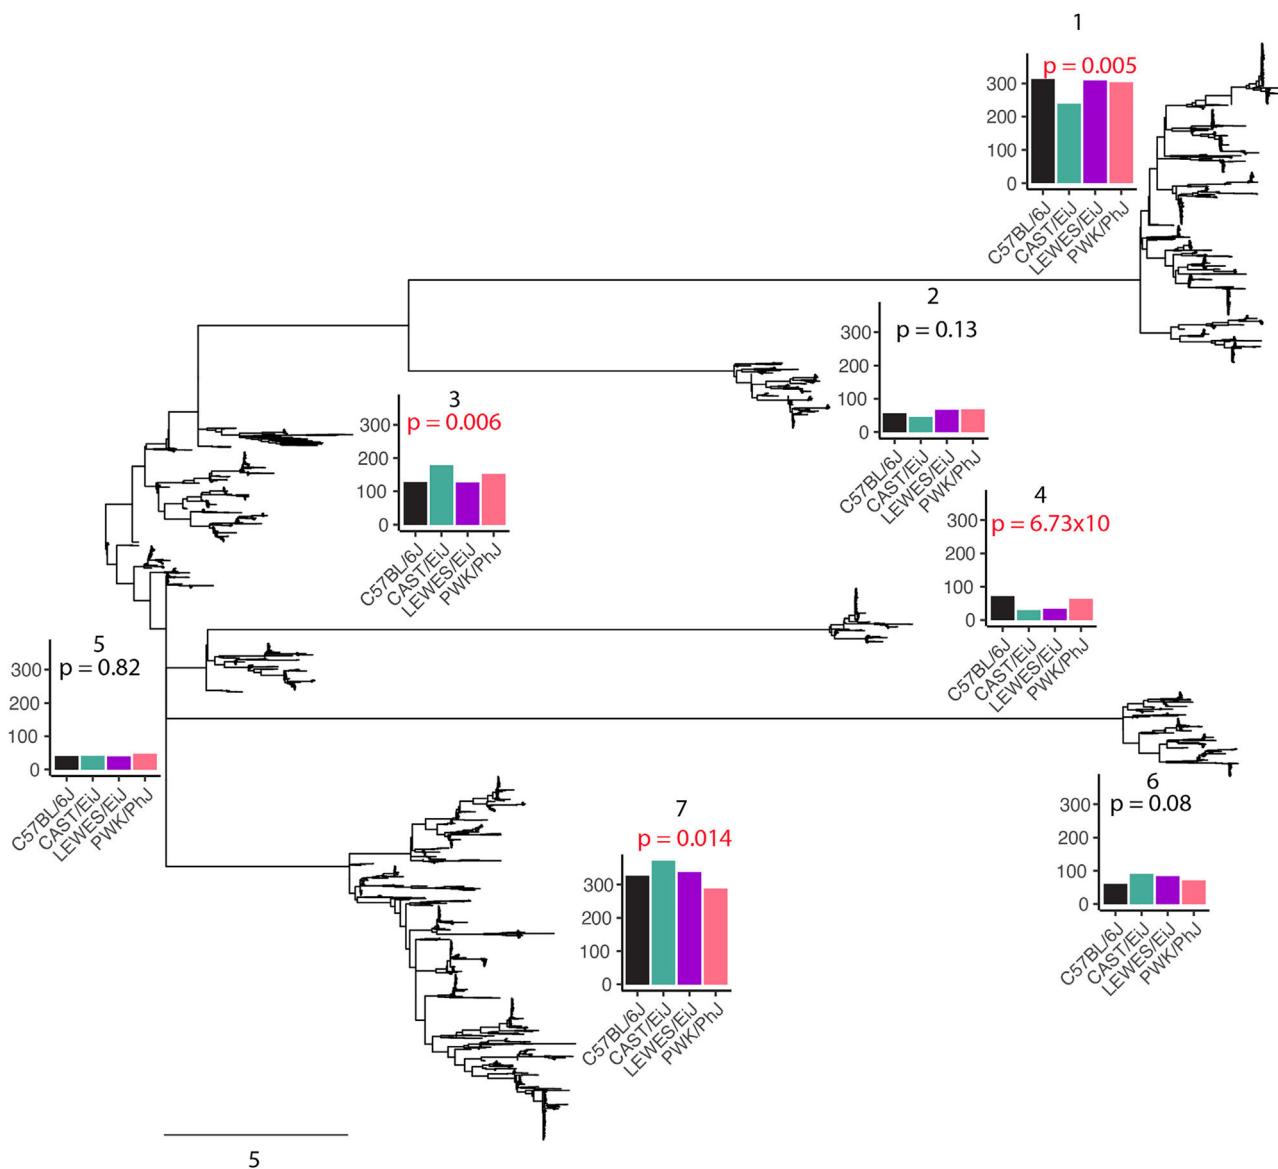 1
p = 0.005
300
200
100
0
C57BL/6J
CAST/EiJ
LEWES/EiJ
PWK/PhJ
2
p = 0.13
300
200
100
0
C57BL/6J
CAST/EiJ
LEWES/EiJ
PWK/PhJ
3
p = 0.006
300
200
100
0
C57BL/6J
CAST/EiJ
LEWES/EiJ
PWK/PhJ
4
p = 6.73x10
300
200
100
0
C57BL/6J
CAST/EiJ
LEWES/EiJ
PWK/PhJ
5
p = 0.82
300
200
100
0
C57BL/6J
CAST/EiJ
LEWES/EiJ
PWK/PhJ
6
p = 0.08
300
200
100
0
C57BL/6J
CAST/EiJ
LEWES/EiJ
PWK/PhJ
7
p = 0.014
300
200
100
0
C57BL/6J
CAST/EiJ
LEWES/EiJ
PWK/PhJ
5